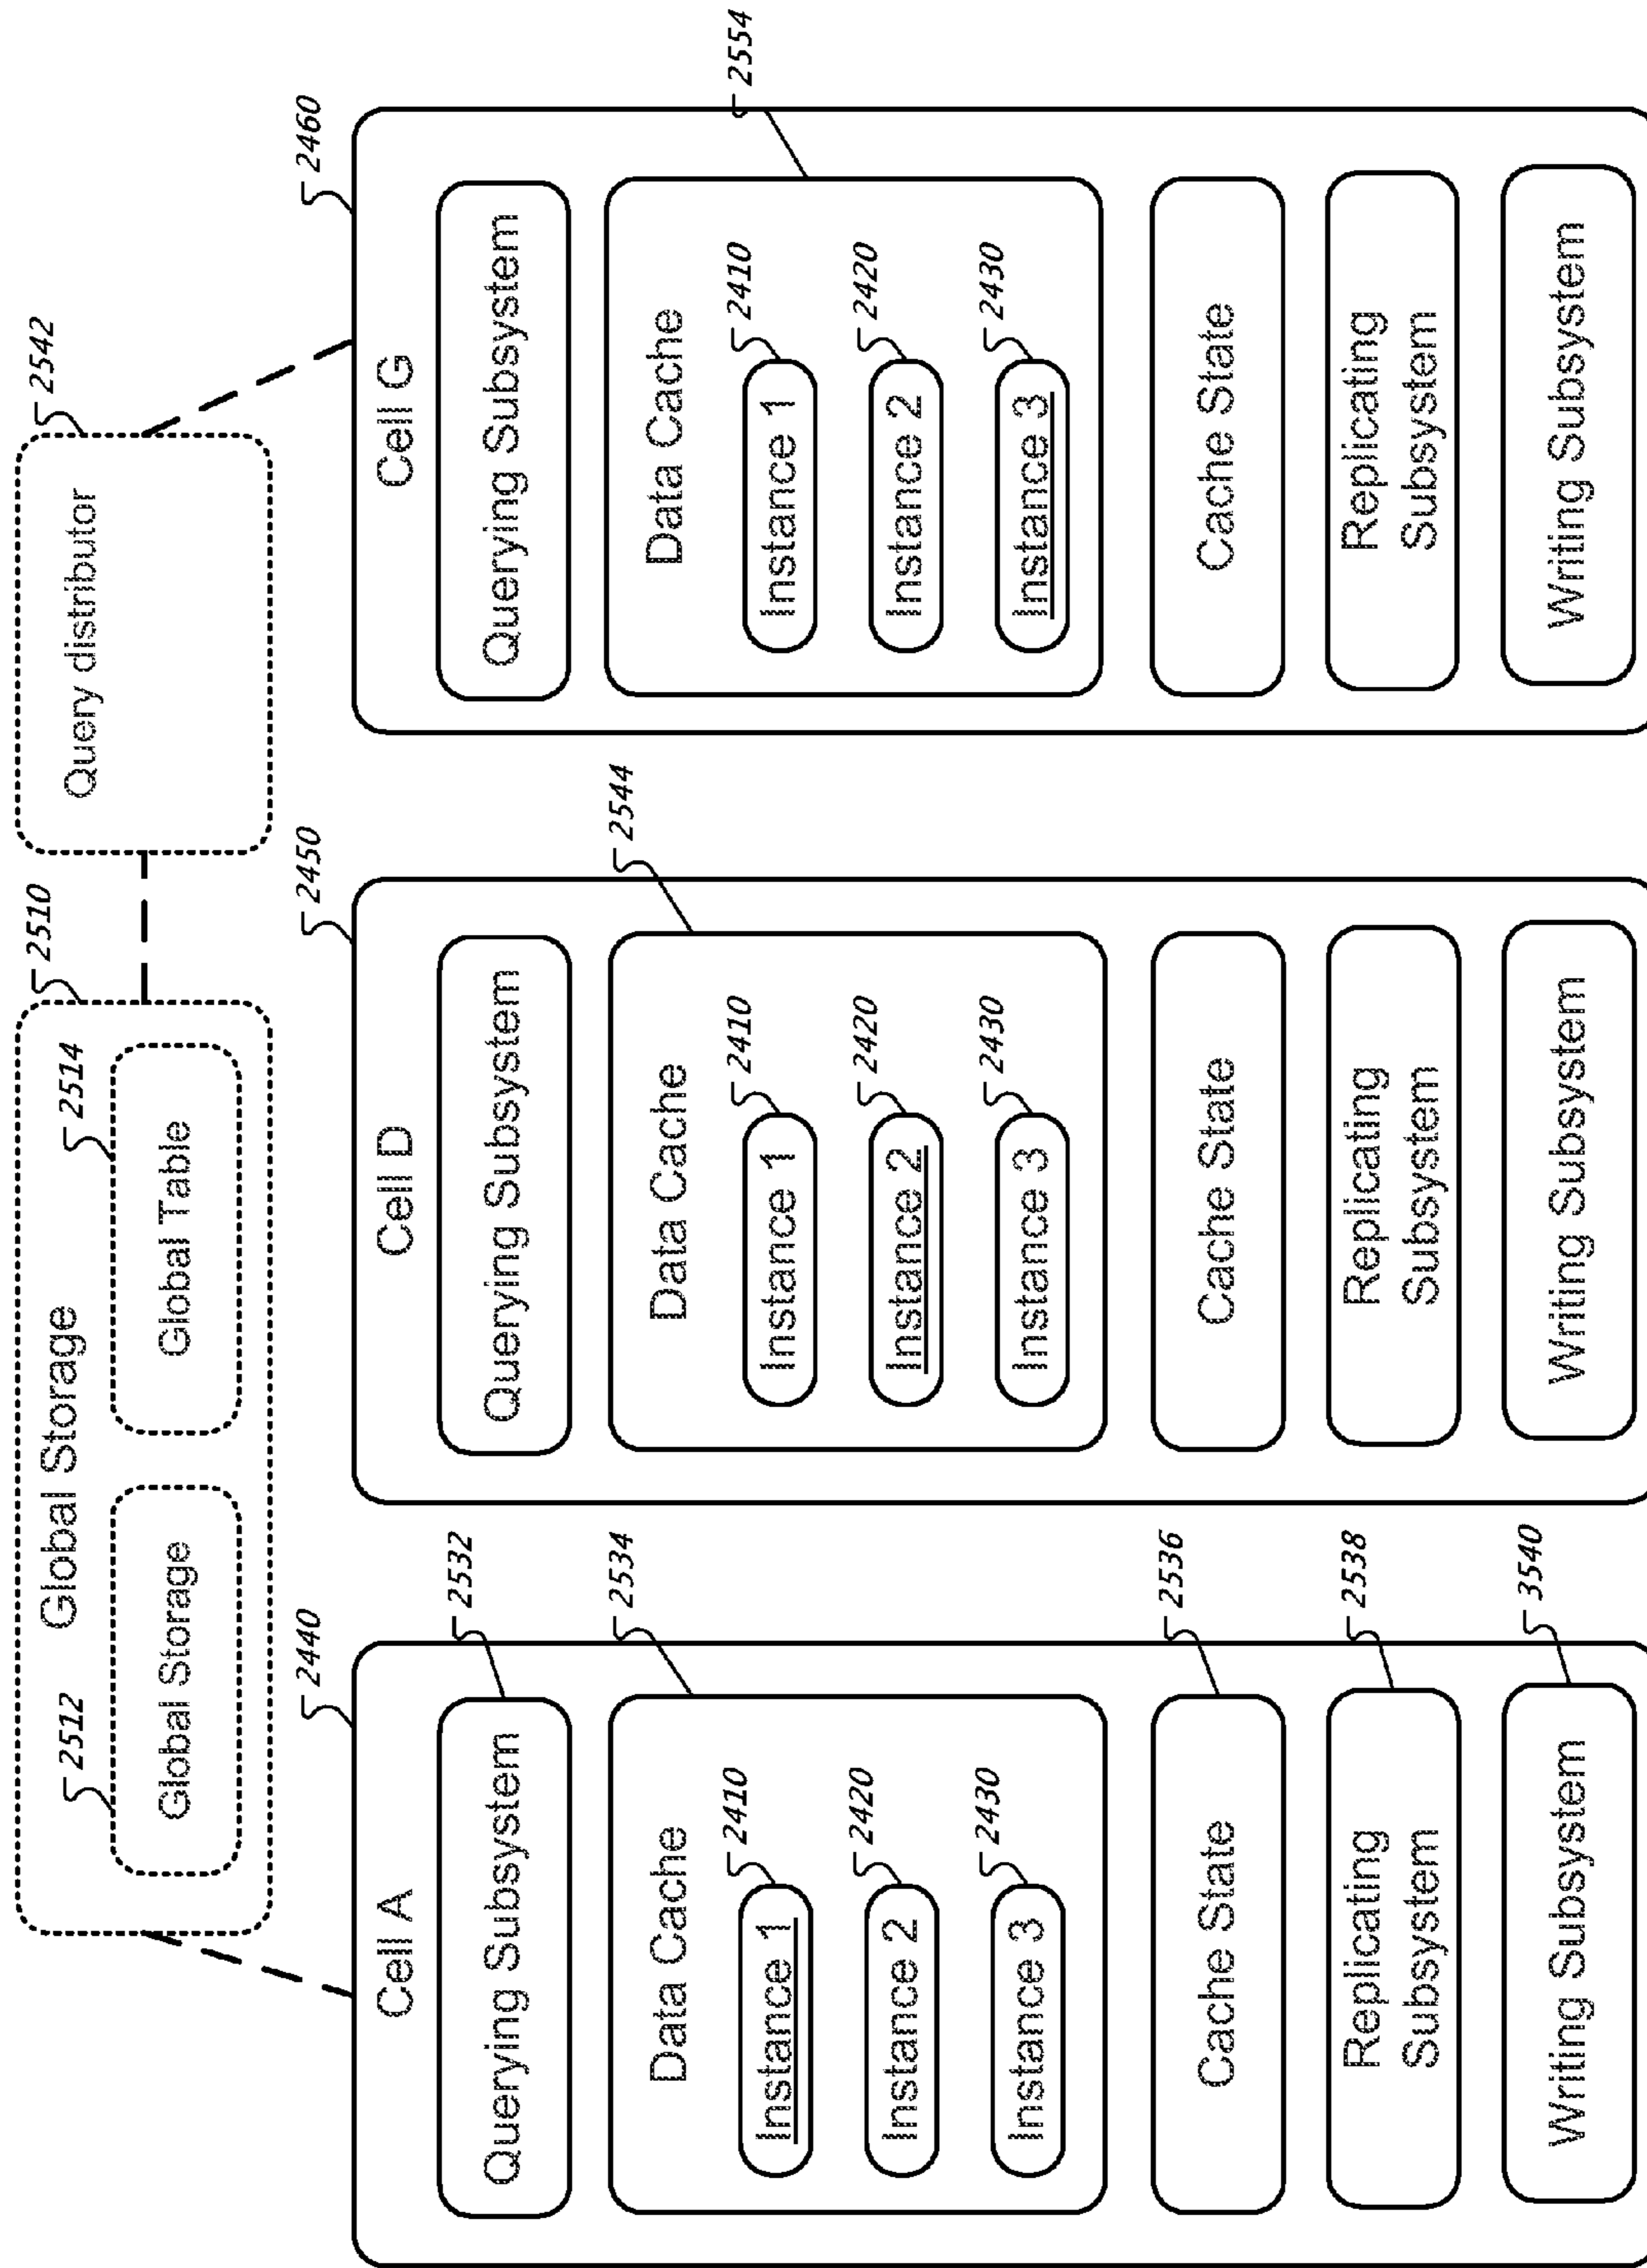 Global Storage
2510
2512
Global Storage
2514
Global Table
Query distributor
2542
2440
Cell A
Querying Subsystem
2532
Data Cache
2534
Instance 1
2410
Instance 2
2420
Instance 3
2430
Cache State
2536
Replicating
Subsystem
2538
Writing Subsystem
3540
2450
Cell D
Querying Subsystem
Data Cache
2544
Instance 1
2410
Instance 2
2420
Instance 3
2430
Cache State
Replicating
Subsystem
Writing Subsystem
2460
Cell G
Querying Subsystem
Data Cache
2554
Instance 1
2410
Instance 2
2420
Instance 3
2430
Cache State
Replicating
Subsystem
Writing Subsystem